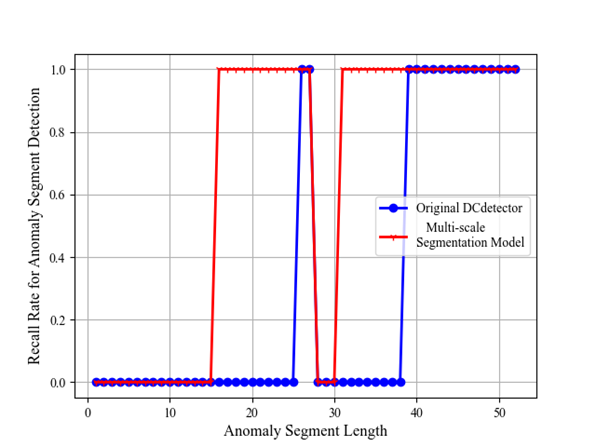 1.0
0.8
0.6
0.4
0.2
0.0
Recall Rate for Anomaly Segment Detection
Original DCdetector
Multi-scale
Segmentation Model
0 10 20 30 40 50
Anomaly Segment Length